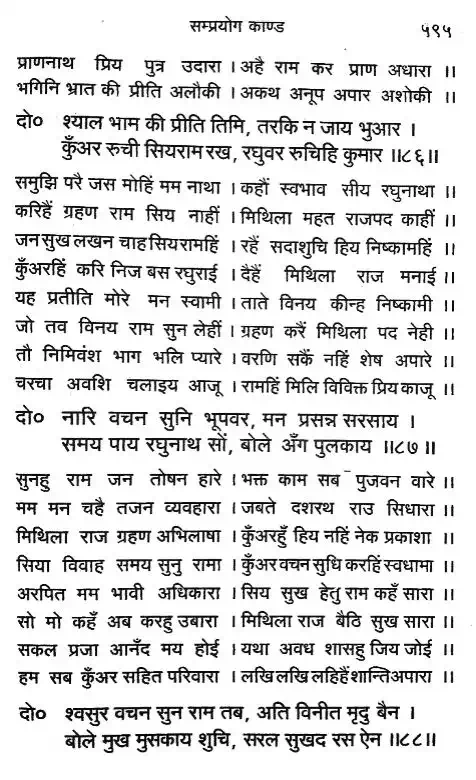 सम्प्रयोग काण्ड ५९५
प्राणनाथ प्रिय पुत्र उदारा । अहै राम कर प्राण अधारा ॥
भगिनि भ्रात की प्रीति अलौकी । अकथ अनूप अपार अशोकी ॥
दो० श्याल भाम की प्रीति तिमि, तरकि न जाय भुआर ।
कुँअर रुची सियराम रख, रघुवर रुचिहि कुमार ॥८६॥
समुझि परै जस मोहिं मम नाथा । कहौं स्वभाव सीय रघुनाथा ॥
करिहैं ग्रहण राम सिय नाहीं । मिथिला महत राजपद काहीं ॥
जन सुख लखन चाह सियरामहिं । रहैं सदाशुचि हिय निष्कामहिं ॥
कुँअरहिं करि निज बस रघुराई । दैहैं मिथिला राज मनाई ॥
यह प्रतीति मोरे मन स्वामी । ताते विनय कीन्ह निष्कामी ॥
जो तव विनय राम सुन लेहीं । ग्रहण करैं मिथिला पद नेही ॥
तौ निमिवंश भाग भलि प्यारे । वरणि सकैं नहिं शेष अपारे ॥
चरचा अवशि चलाइय आजू । रामहिं मिलि विविक्त प्रिय काजू ॥
दो० नारि वचन सुनि भूपवर, मन प्रसन्न सरसाय ।
समय पाय रघुनाथ सों, बोले अँग पुलकाय ॥८७॥
सुनहु राम जन तोषन हारे । भक्त काम सब पुजवन वारे ॥
मम मन चहै तजन व्यवहारा । जबते दशरथ राउ सिधारा ॥
मिथिला राज ग्रहण अभिलाषा । कुँअरहुँ हिय नहिं नेक प्रकाशा ॥
सिया विवाह समय सुनु रामा । कुँअर वचन सुधि करहिं स्वधामा ॥
अरपित मम भावी अधिकारा । सिय सुख हेतु राम कहँ सारा ॥
सो मो कहँ अब करहु उबारा । मिथिला राज बैठि सुख सारा ॥
सकल प्रजा आनँद मय होई । यथा अवध शासहु जिय जोई ॥
हम सब कुँअर सहित परिवारा । लखि लखि लहिहैं शान्ति अपारा ॥
दो० श्वसुर वचन सुन राम तब, अति विनीत मृदु बैन ।
बोले मुख मुसकाय शुचि, सरल सुखद रस ऐन ॥८८॥